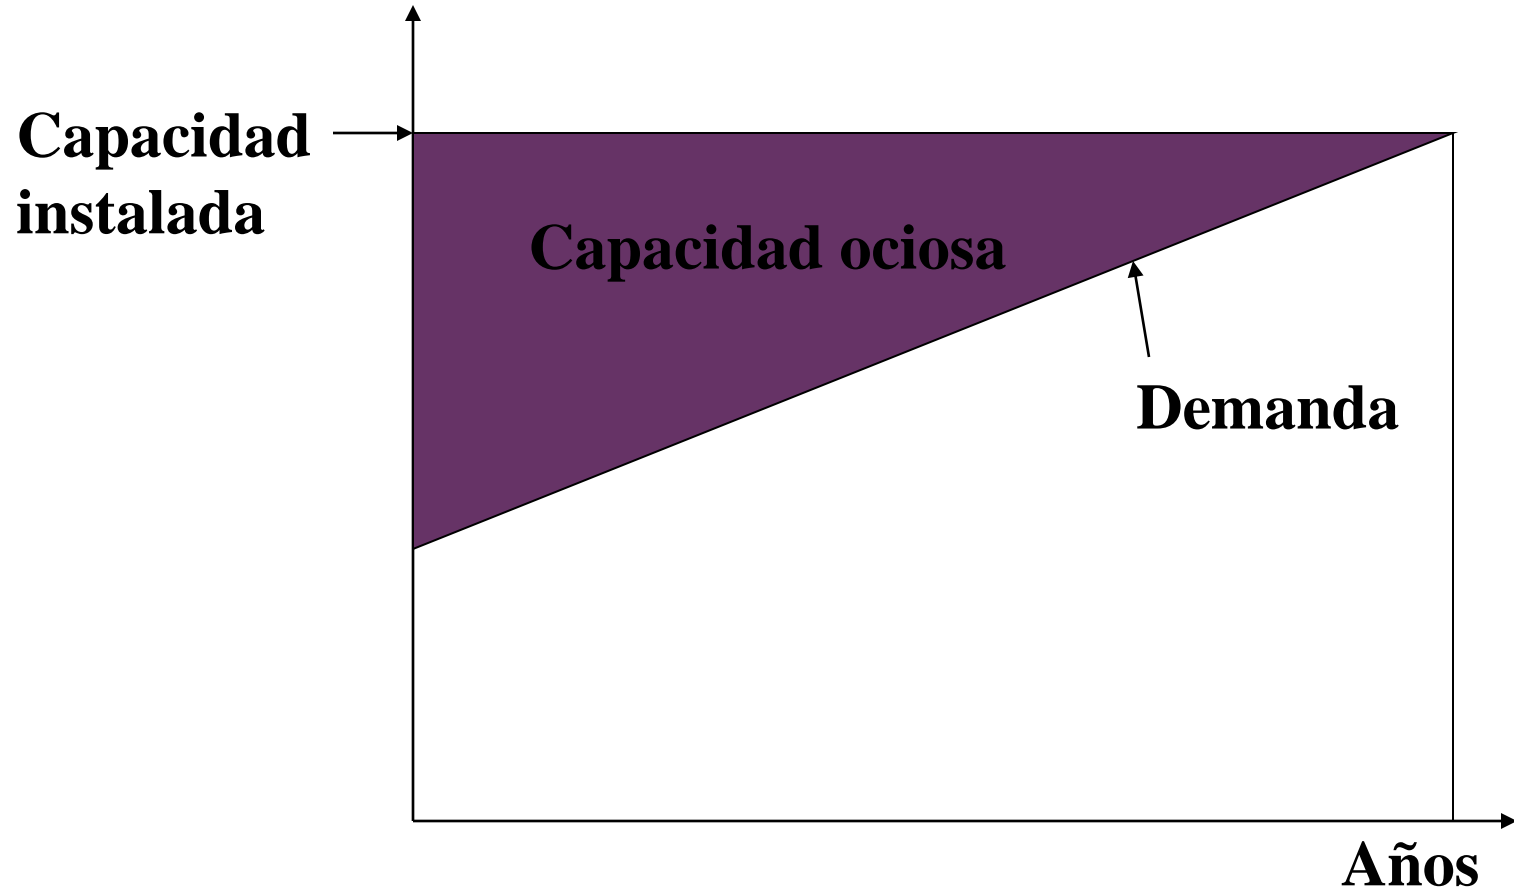 Capacidad
instalada
Capacidad ociosa
Demanda
Años